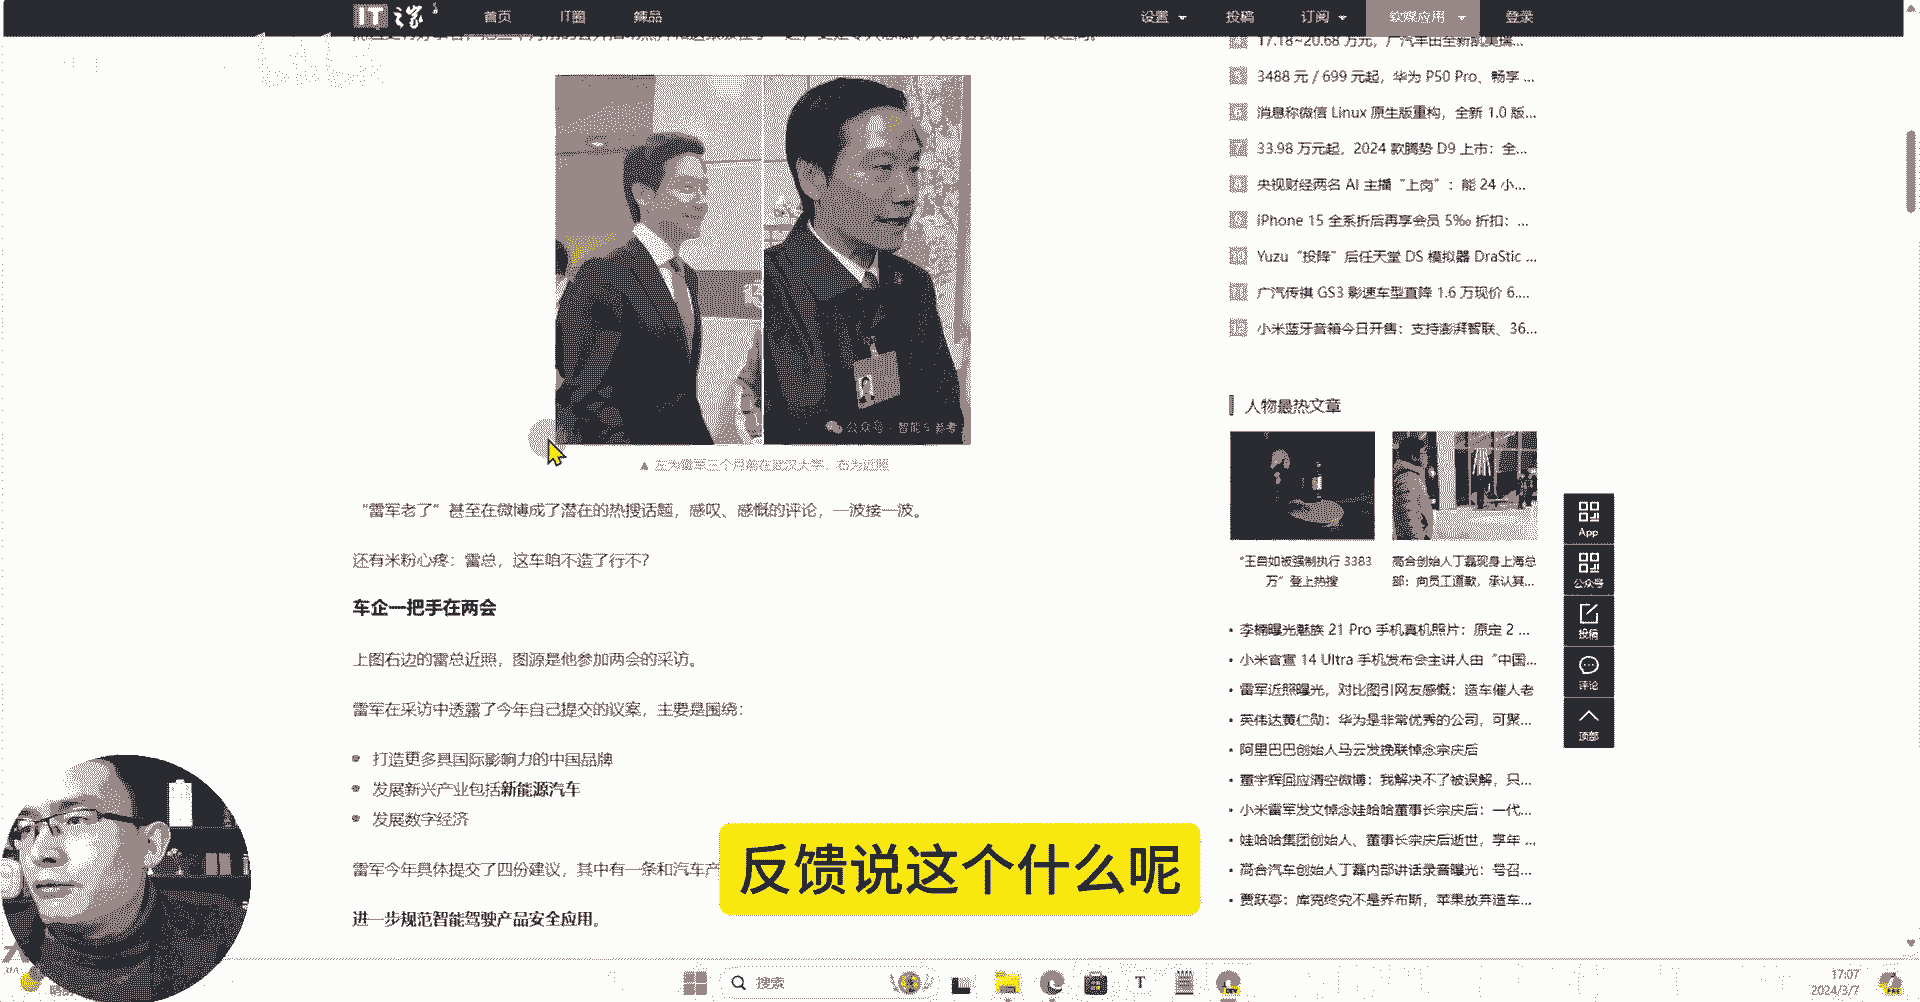 IT之家
首页 IT圈 辣品
设置 投稿 订阅 软媒应用 登录
17.18~20.68 万元，广汽丰田全新凯美瑞...
5 3488 元 / 699 元起，华为 P50 Pro、畅享 ...
6 消息称微信 Linux 原生版重构，全新 1.0 版...
7 33.98 万元起，2024 款腾势 D9 上市：全...
8 央视财经两名 AI 主播“上岗”：能 24 小...
9 iPhone 15 全系折后再享会员 5‰ 折扣：...
10 Yuzu“投降”后任天堂 DS 模拟器 DraStic ...
11 广汽传祺 GS3 影速车型直降 1.6 万现价 6....
12 小米蓝牙音箱今日开售：支持澎湃智联、36...
公众号 · 智能车参考
▲ 左为雷军三个月前在武汉大学，右为近照
“雷军老了”甚至在微博成了潜在的热搜话题，感叹、感慨的评论，一波接一波。
还有米粉心疼：雷总，这车咱不造了行不？
车企一把手在两会
上图右边的雷总近照，图源是他参加两会的采访。
雷军在采访中透露了今年自己提交的议案，主要是围绕：
打造更多具国际影响力的中国品牌
发展新兴产业包括新能源汽车
发展数字经济
雷军今年具体提交了四份建议，其中有一条和汽车产
进一步规范智能驾驶产品安全应用。
人物最热文章
“王自如被强制执行 3383
万”登上热搜
高合创始人丁磊现身上海总
部：向员工道歉，承认其...
李楠曝光魅族 21 Pro 手机真机照片：原定 2 ...
小米官宣 14 Ultra 手机发布会主讲人由“中国...
雷军近照曝光，对比图引网友感慨：造车催人老
英伟达黄仁勋：华为是非常优秀的公司，可聚...
阿里巴巴创始人马云发挽联悼念宗庆后
董宇辉回应清空微博：我解决不了被误解，只...
小米雷军发文悼念娃哈哈董事长宗庆后：一代...
娃哈哈集团创始人、董事长宗庆后逝世，享年 ...
高合汽车创始人丁磊内部讲话录音曝光：号召...
贾跃亭：库克终究不是乔布斯，苹果放弃造车...
App
公众号
投稿
评论
顶部
反馈说这个什么呢
搜索
17:07
2024/3/7